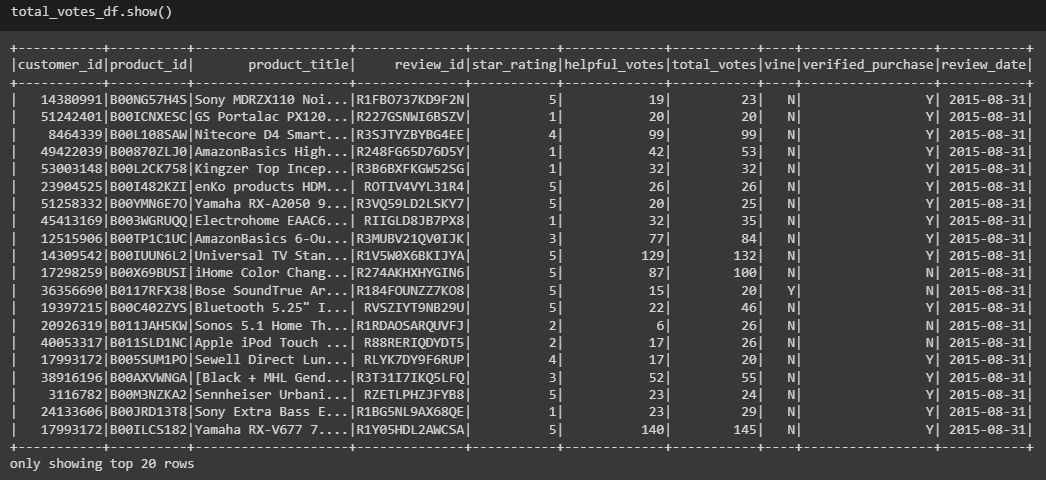 total_votes_df.show()
+-----------+----------+--------------------+--------------+-----------+-------------+-----------+----+-----------------+-----------+
|customer_id|product_id|       product_title|     review_id|star_rating|helpful_votes|total_votes|vine|verified_purchase|review_date|
+-----------+----------+--------------------+--------------+-----------+-------------+-----------+----+-----------------+-----------+
|   14380991|B00NG57H4S|Sony MDRZX110 Noi...|R1FBO737KD9F2N|          5|           19|         23|   N|                Y| 2015-08-31|
|   51242401|B00ICNXESC|GS Portalac PX120...|R227GSNWI6BSZV|          1|           20|         20|   N|                Y| 2015-08-31|
|    8464339|B00L108SAW|Nitecore D4 Smart...|R3SJTYZBYBG4EE|          4|           99|         99|   N|                Y| 2015-08-31|
|   49422039|B00870ZLJ0|AmazonBasics High...|R248FG65D76D5Y|          1|           42|         53|   N|                Y| 2015-08-31|
|   53003148|B00L2CK758|Kingzer Top Incep...|R3B6BXFKGW52SG|          1|           32|         32|   N|                Y| 2015-08-31|
|   23904525|B00I482KZI|enKo products HDM...| ROTIV4VYL31R4|          5|           26|         26|   N|                Y| 2015-08-31|
|   51258332|B00YMN6E7O|Yamaha RX-A2050 9...|R3VQ59LD2LSKY7|          5|           20|         25|   N|                Y| 2015-08-31|
|   45413169|B003WGRUQQ|Electrohome EAAC6...| RIIGLD8JB7PX8|          1|           32|         35|   N|                Y| 2015-08-31|
|   12515906|B00TP1C1UC|AmazonBasics 6-Ou...|R3MUBV21QV0IJK|          3|           77|         84|   N|                Y| 2015-08-31|
|   14309542|B00IUUN6L2|Universal TV Stan...|R1V5W0X6BKIJYA|          5|          129|        132|   N|                Y| 2015-08-31|
|   17298259|B00X69BUSI|iHome Color Chang...|R274AKHXHYGIN6|          5|           87|        100|   N|                N| 2015-08-31|
|   36356690|B0117RFX38|Bose SoundTrue Ar...|R184FOUNZZ7KO8|          5|           15|         20|   Y|                N| 2015-08-31|
|   19397215|B00C402ZYS|Bluetooth 5.25" I...| RVSZIYT9NB29U|          5|           22|         46|   N|                Y| 2015-08-31|
|   20926319|B011JAH5KW|Sonos 5.1 Home Th...|R1RDAOSARQUVFJ|          2|            6|         26|   N|                N| 2015-08-31|
|   40053317|B011SLD1NC|Apple iPod Touch ...| R88RERIQDYDT5|          2|           17|         26|   N|                N| 2015-08-31|
|   17993172|B005SUM1PO|Sewell Direct Lun...| RLYK7DY9F6RUP|          4|           17|         20|   N|                Y| 2015-08-31|
|   38916196|B00AXVWNGA|[Black + MHL Gend...|R3T31I7IKQ5LFQ|          3|           52|         55|   N|                Y| 2015-08-31|
|    3116782|B00M3NZKA2|Sennheiser Urbani...| RZETLPHZJFYB8|          5|           23|         24|   N|                Y| 2015-08-31|
|   24133606|B00JRD13T8|Sony Extra Bass E...|R1BG5NL9AX68QE|          1|           23|         29|   N|                Y| 2015-08-31|
|   17993172|B00ILCS182|Yamaha RX-V677 7....|R1Y05HDL2AWCSA|          5|          140|        145|   N|                Y| 2015-08-31|
+-----------+----------+--------------------+--------------+-----------+-------------+-----------+----+-----------------+-----------+
only showing top 20 rows